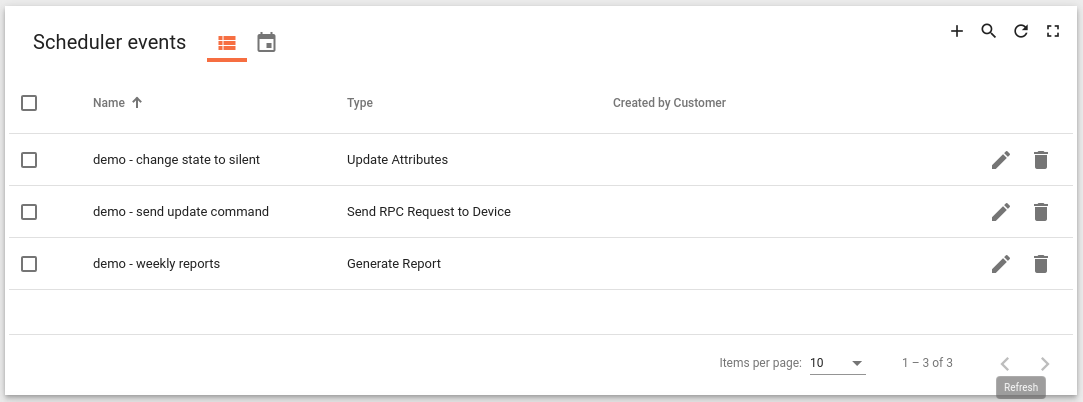 Scheduler events
Name Type Created by Customer
demo - change state to silent Update Attributes
demo - send update command Send RPC Request to Device
demo - weekly reports Generate Report
Items per page: 10 1 – 3 of 3
Refresh